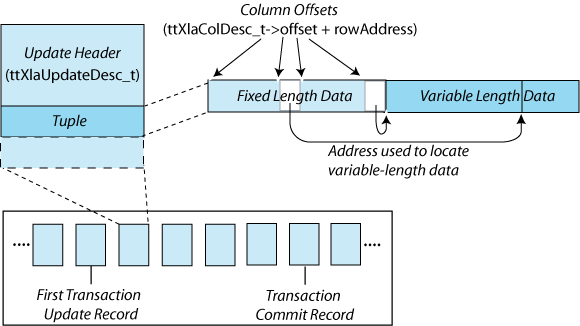 Column Offsets
(ttXlaColDesc_t->offset + rowAddress)
Update Header
(ttXlaUpdateDesc_t)
Tuple
Fixed Length Data
Variable Length Data
Address used to locate
variable-length data
....
....
First Transaction
Update Record
Transaction
Commit Record